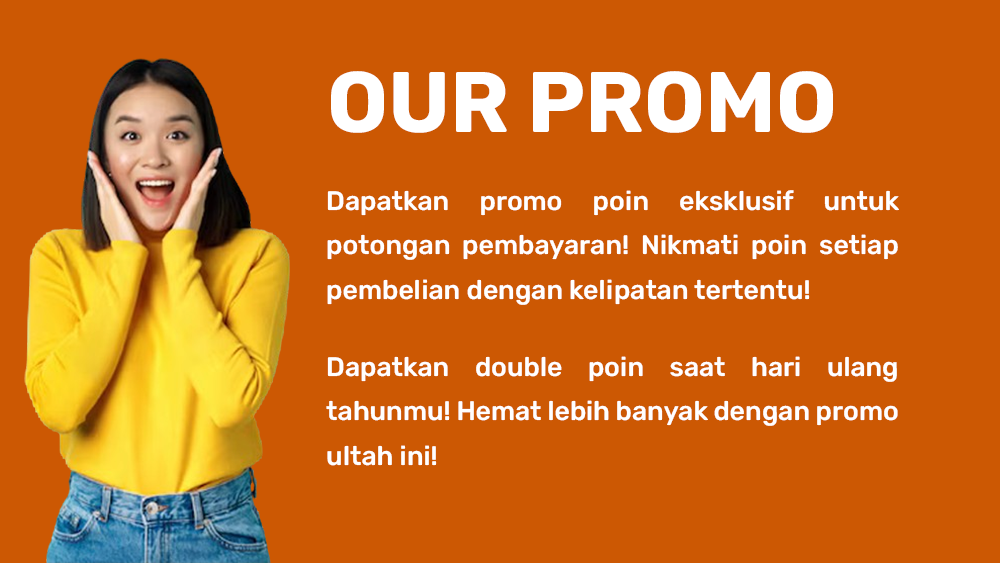 OUR PROMO
Dapatkan promo poin eksklusif untuk
potongan pembayaran! Nikmati poin setiap
pembelian dengan kelipatan tertentu!
Dapatkan double poin saat hari ulang
tahunmu! Hemat lebih banyak dengan promo
ultah ini!